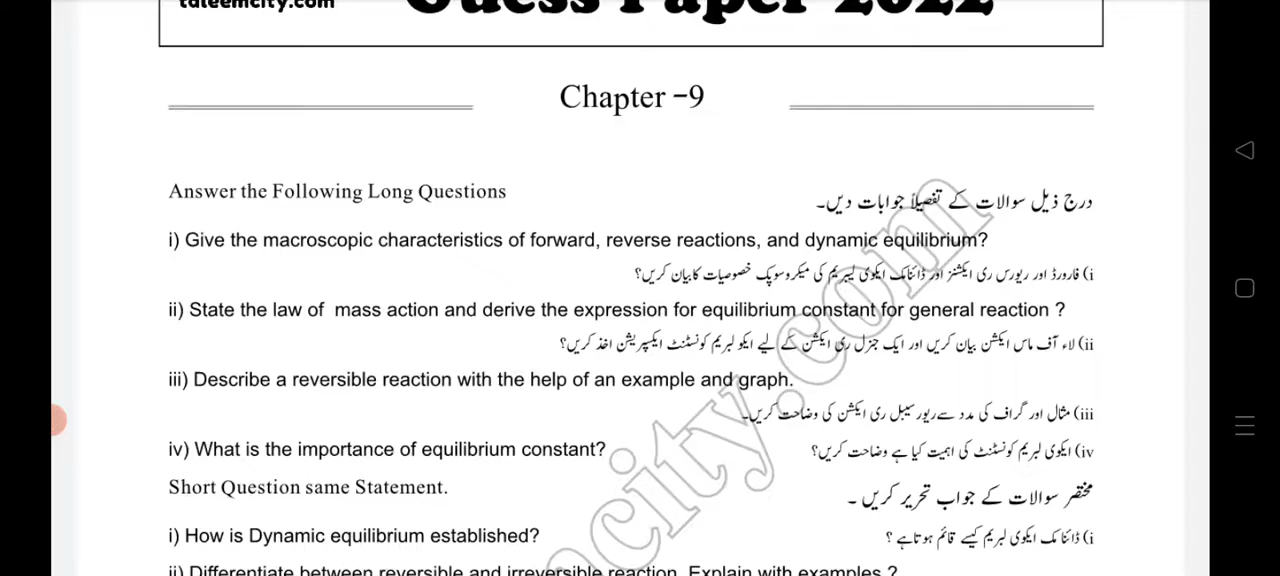 taleemcity.com Guess Paper 2022
Chapter -9
Answer the Following Long Questions
درج ذیل سوالات کے تفصیلاً جوابات دیں۔
i) Give the macroscopic characteristics of forward, reverse reactions, and dynamic equilibrium?
i) فارورڈ اور ریورس ری ایکشنز اور ڈائنامک ایکوی لیبریم کی میکروسوپک خصوصیات کا بیان کریں؟
ii) State the law of mass action and derive the expression for equilibrium constant for general reaction ?
ii) لاء آف ماس ایکشن بیان کریں اور ایک جنرل ری ایکشن کے لیے ایکو لبریم کونسٹنٹ ایکسپریشن اخذ کریں؟
iii) Describe a reversible reaction with the help of an example and graph.
iii) مثال اور گراف کی مدد سے ریورسیبل ری ایکشن کی وضاحت کریں۔
iv) What is the importance of equilibrium constant?
iv) ایکوی لبریم کونسٹنٹ کی اہمیت کیا ہے وضاحت کریں؟
Short Question same Statement.
مختصر سوالات کے جواب تحریر کریں ۔
i) How is Dynamic equilibrium established?
i) ڈائنامک ایکوی لبریم کیسے قائم ہوتا ہے ؟
ii) Differentiate between reversible and irreversible reaction. Explain with examples ?
mcity.com